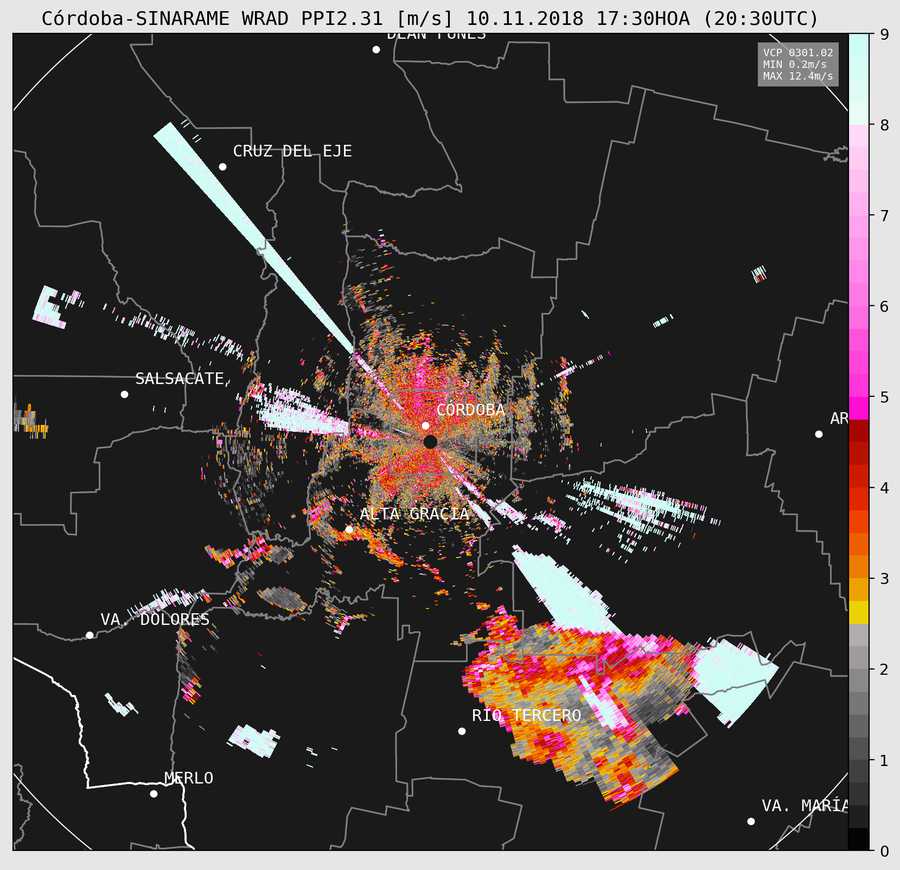 Córdoba-SINARAME WRAD PPI2.31 [m/s] 10.11.2018 17:30HOA (20:30UTC)
DEAN FUNES
VCP 0301.02
MIN 0.2m/s
MAX 12.4m/s
9
8
7
6
5
4
3
2
1
0
CRUZ DEL EJE
SALSACATE
CÓRDOBA
AR
ALTA GRACIA
VA. DOLORES
RÍO TERCERO
MERLO
VA. MARÍA